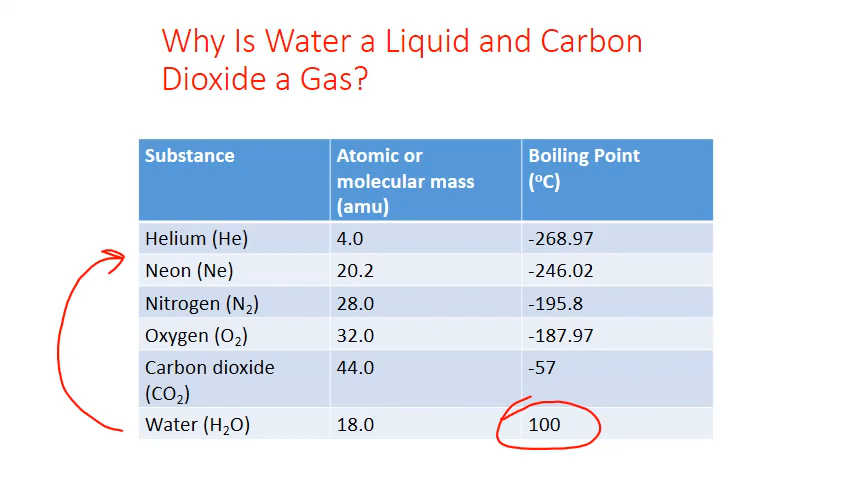 Why Is Water a Liquid and Carbon
Dioxide a Gas?
Substance
Atomic or
molecular mass
(amu)
Boiling Point
(ºC)
Helium (He) 4.0 -268.97
Neon (Ne) 20.2 -246.02
Nitrogen (N₂) 28.0 -195.8
Oxygen (O₂) 32.0 -187.97
Carbon dioxide 44.0 -57
(CO₂)
Water (H₂O) 18.0 100